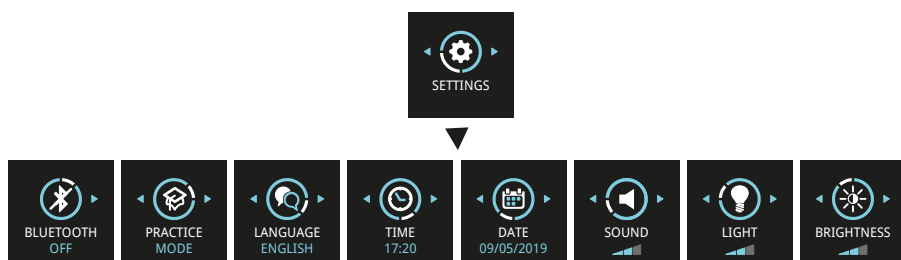 SETTINGS
BLUETOOTH
OFF
PRACTICE
MODE
LANGUAGE
ENGLISH
TIME
17:20
DATE
09/05/2019
SOUND
LIGHT
BRIGHTNESS